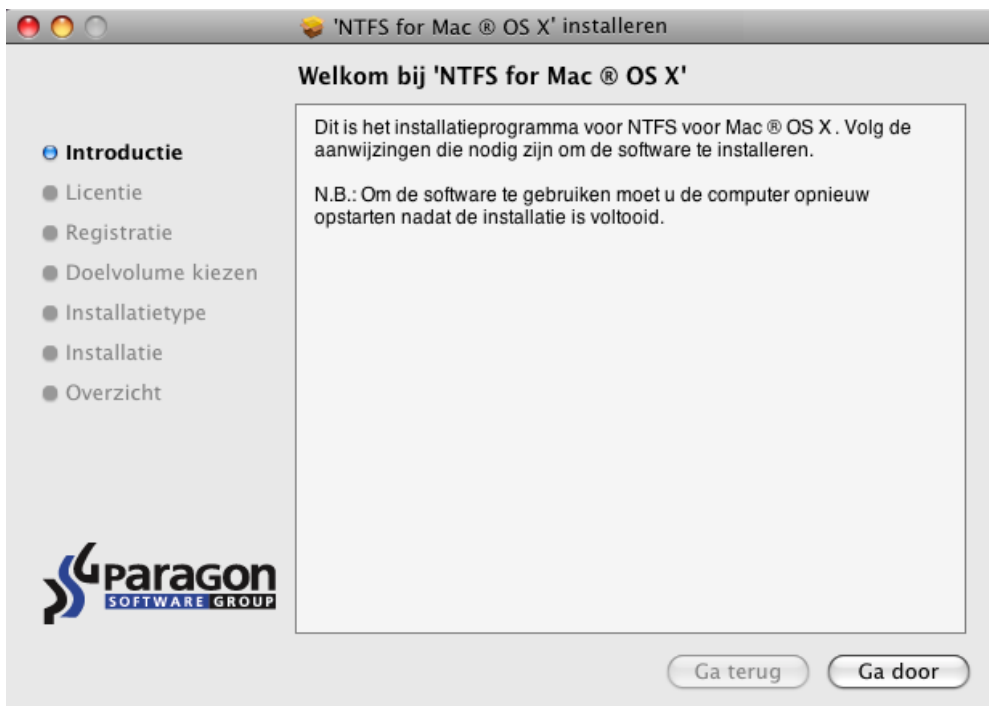 'NTFS for Mac ® OS X' installeren
Welkom bij 'NTFS for Mac ® OS X'
Introductie
Licentie
Registratie
Doelvolume kiezen
Installatietype
Installatie
Overzicht
Dit is het installatieprogramma voor NTFS voor Mac ® OS X. Volg de
aanwijzingen die nodig zijn om de software te installeren.
N.B.: Om de software te gebruiken moet u de computer opnieuw
opstarten nadat de installatie is voltooid.
Paragon
SOFTWARE GROUP
Ga terug
Ga door